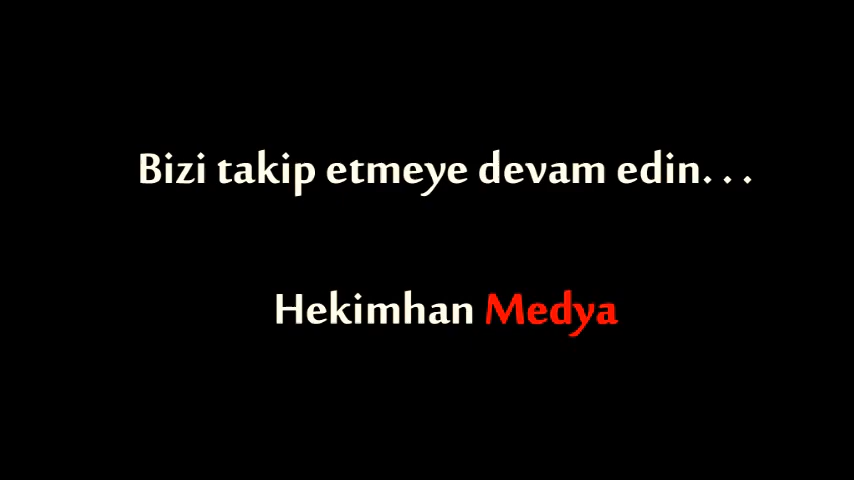 Bizi takip etmeye devam edin. . .
Hekimhan Medya